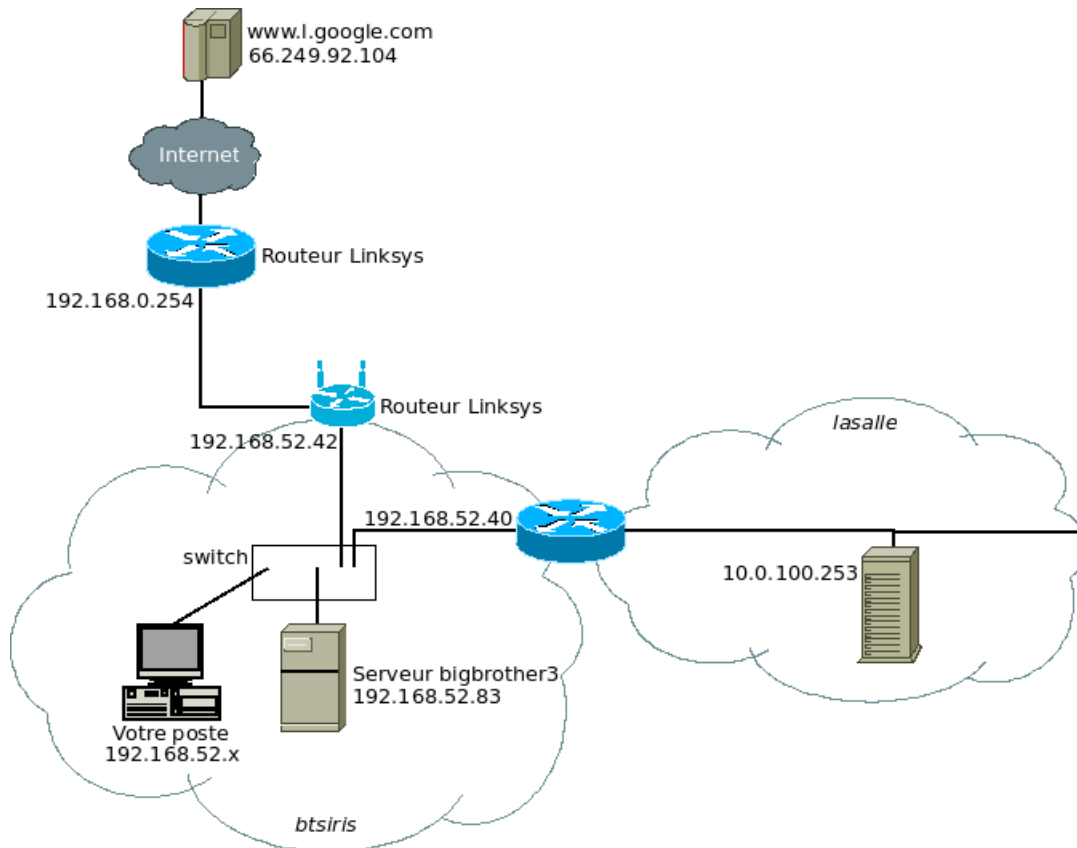 www.l.google.com
66.249.92.104
Internet
Routeur Linksys
192.168.0.254
Routeur Linksys
192.168.52.42
lasalle
192.168.52.40
switch
10.0.100.253
Serveur bigbrother3
192.168.52.83
Votre poste
192.168.52.x
btsiris